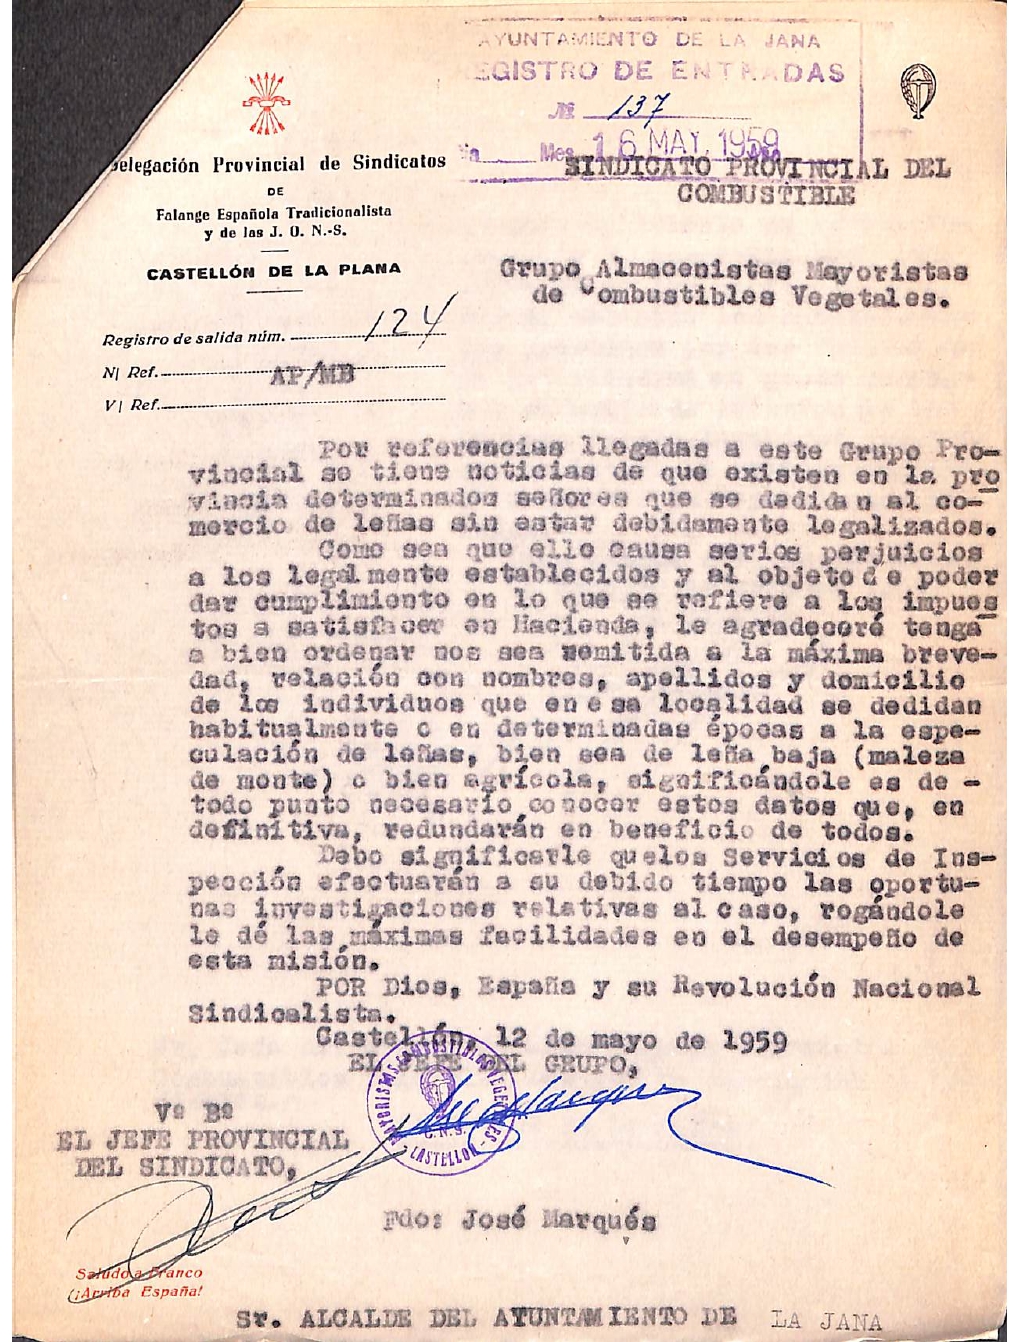 AYUNTAMIENTO DE LA JANA
REGISTRO DE ENTRADAS
Nº 137
Mes 16 MAY. 1959
Delegación Provincial de Sindicatos
DE
Falange Española Tradicionalista
y de las J. O. N.-S.
CASTELLÓN DE LA PLANA
Registro de salida núm. 124
N| Ref. AP/MB
V| Ref.
SINDICATO PROVINCIAL DEL
COMBUSTIBLE
Grupo Almacenistas Mayoristas
de Combustibles Vegetales.
Por referencias llegadas a este Grupo Pro-
vincial se tiene noticias de que existen en la pro
vincia determinados señores que se dedidan al co-
mercio de leñas sin estar debidamente legalizados.
Como sea que ello causa serios perjuicios
a los legalmente establecidos y al objeto de poder
dar cumplimiento en lo que se refiere a los impues
tos a satisfacer en Hacienda, le agradeceré tenga
a bien ordenar nos sea remitida a la máxima breve-
dad, relación con nombres, apellidos y domicilio
de los individuos que en esa localidad se dedidan
habitualmente o en determinadas épocas a la espe-
culación de leñas, bien sea de leña baja (maleza
de monte) o bien agrícola, significándole es de -
todo punto necesario conocer estos datos que, en
definitiva, redundarán en beneficio de todos.
Debo significarle quelos Servicios de Ins-
pección efectuarán a su debido tiempo las oportu-
nas investigaciones relativas al caso, rogándole
le dé las máximas facilidades en el desempeño de
esta misión.
POR Dios, España y su Revolución Nacional
Sindicalista.
Castellón, 12 de mayo de 1959
EL JEFE DEL GRUPO,
MAYORISTAS COMBUSTIBLES VEGETALES - CASTELLON
C.N.S.
Vº Bº
EL JEFE PROVINCIAL
DEL SINDICATO,
Fdo: José Marqués
Saludo a Franco
¡Arriba España!
Sr. ALCALDE DEL AYUNTAMIENTO DE LA JANA